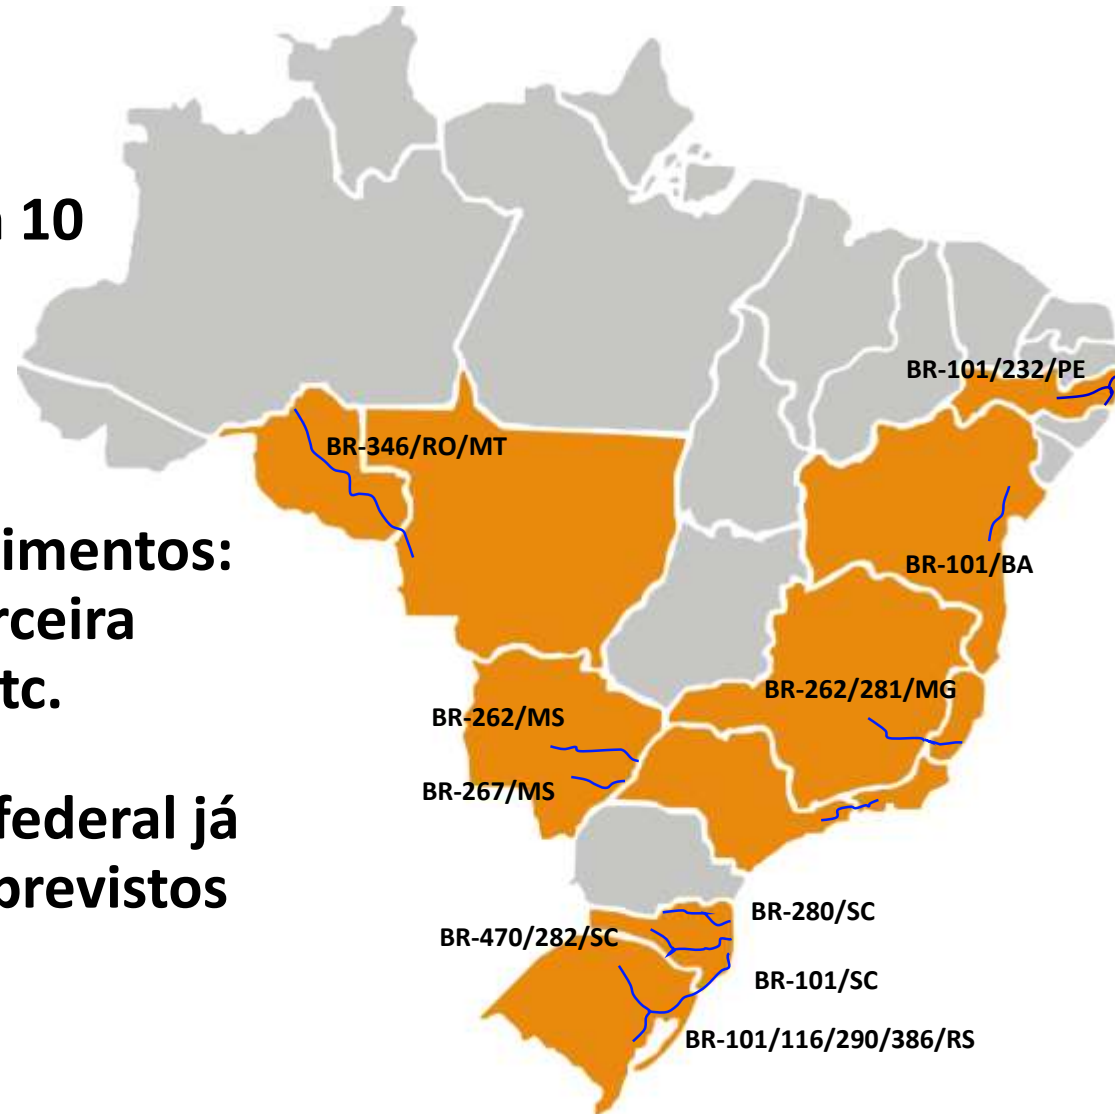 10
imentos:
rceira
tc.
federal já
previstos
BR-101/232/PE
BR-346/RO/MT
BR-101/BA
BR-262/281/MG
BR-262/MS
BR-267/MS
BR-280/SC
BR-470/282/SC
BR-101/SC
BR-101/116/290/386/RS